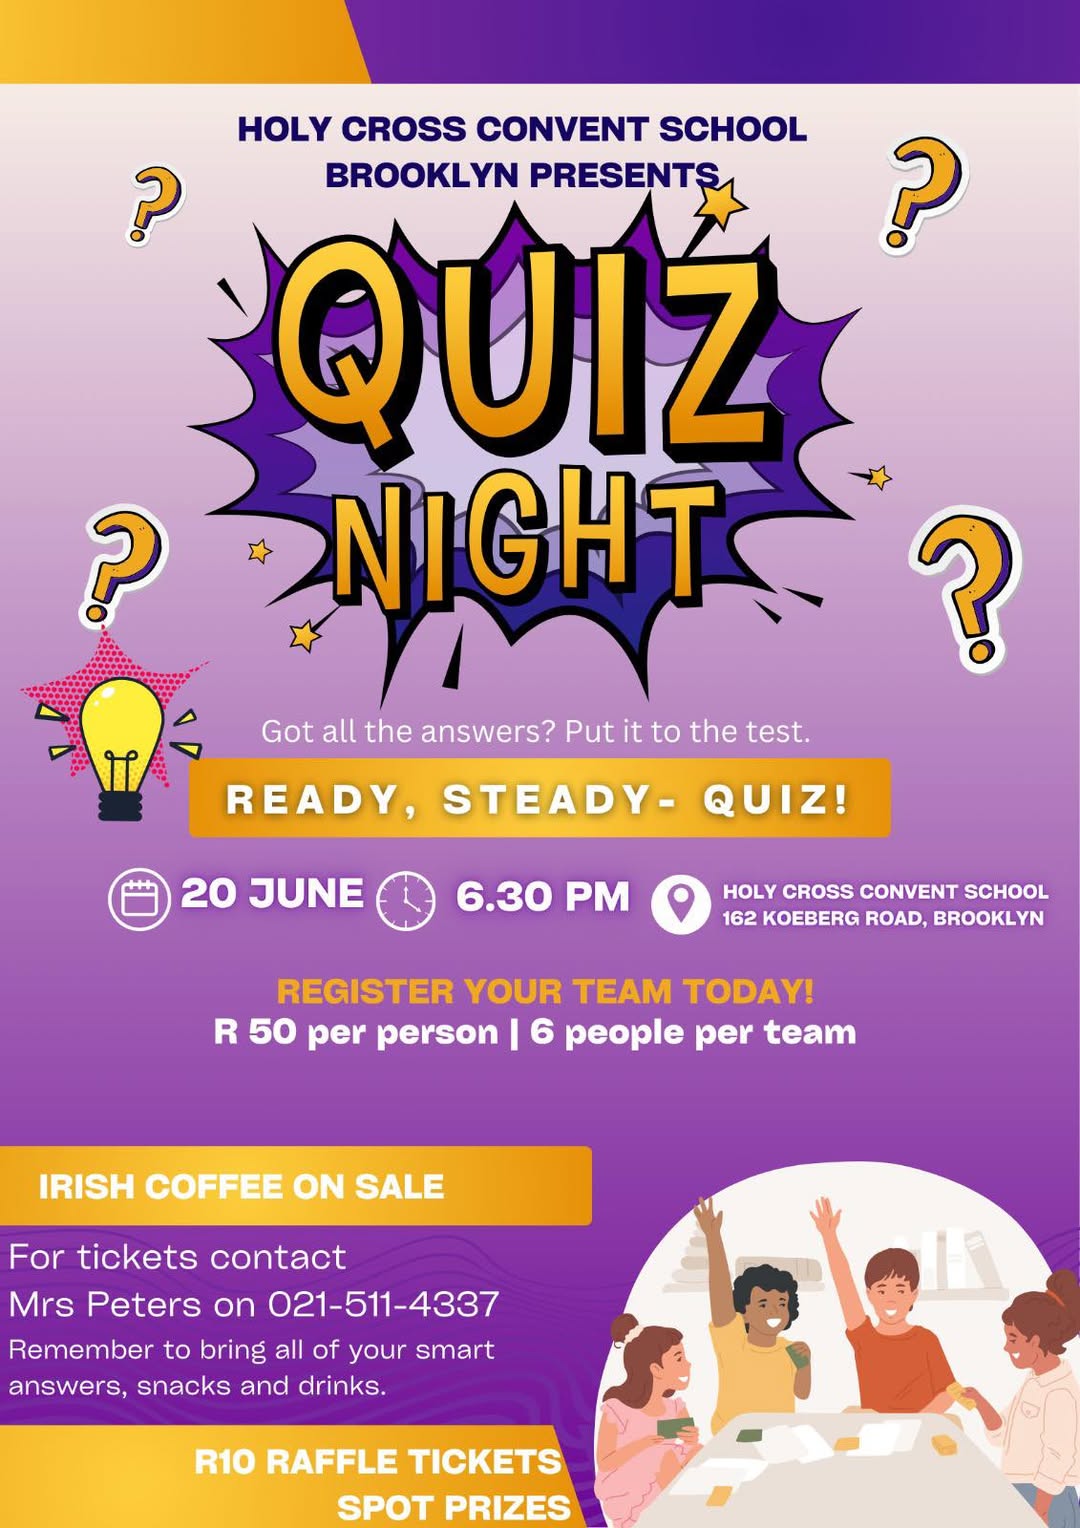 HOLY CROSS CONVENT SCHOOL
BROOKLYN PRESENTS
QUIZ
NIGHT
Got all the answers? Put it to the test.
READY, STEADY- QUIZ!
20 JUNE
6.30 PM
HOLY CROSS CONVENT SCHOOL
162 KOEBERG ROAD, BROOKLYN
REGISTER YOUR TEAM TODAY!
R 50 per person | 6 people per team
IRISH COFFEE ON SALE
For tickets contact
Mrs Peters on 021-511-4337
Remember to bring all of your smart
answers, snacks and drinks.
R10 RAFFLE TICKETS
SPOT PRIZES